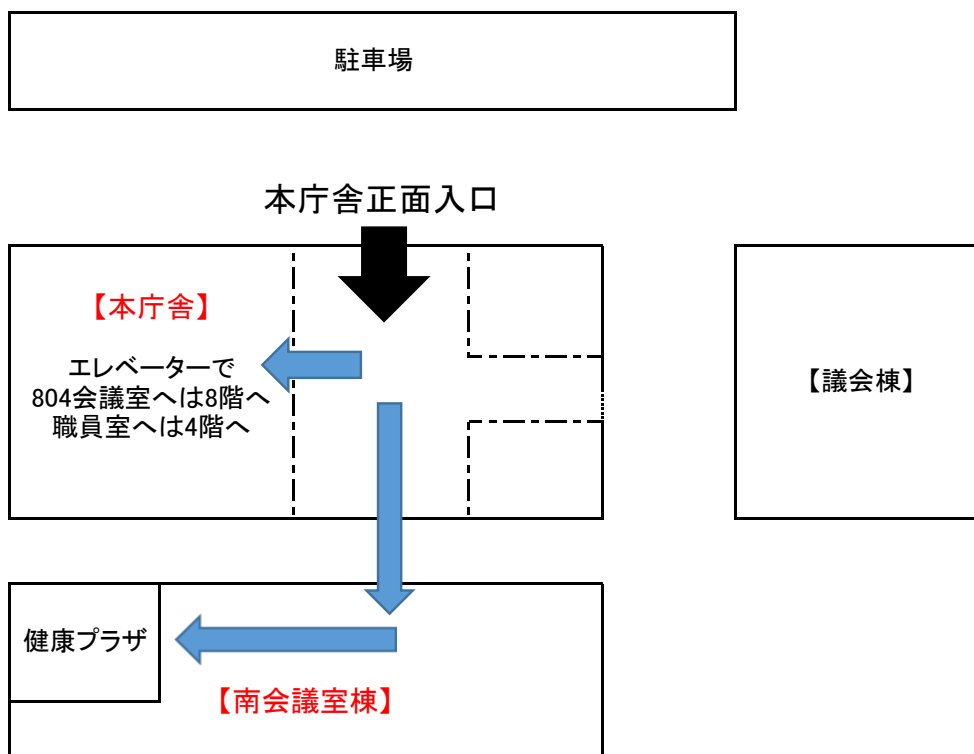 駐車場
本庁舎正面入口
【本庁舎】
エレベーターで
804会議室へは8階へ
職員室へは4階へ
【議会棟】
健康プラザ
【南会議室棟】